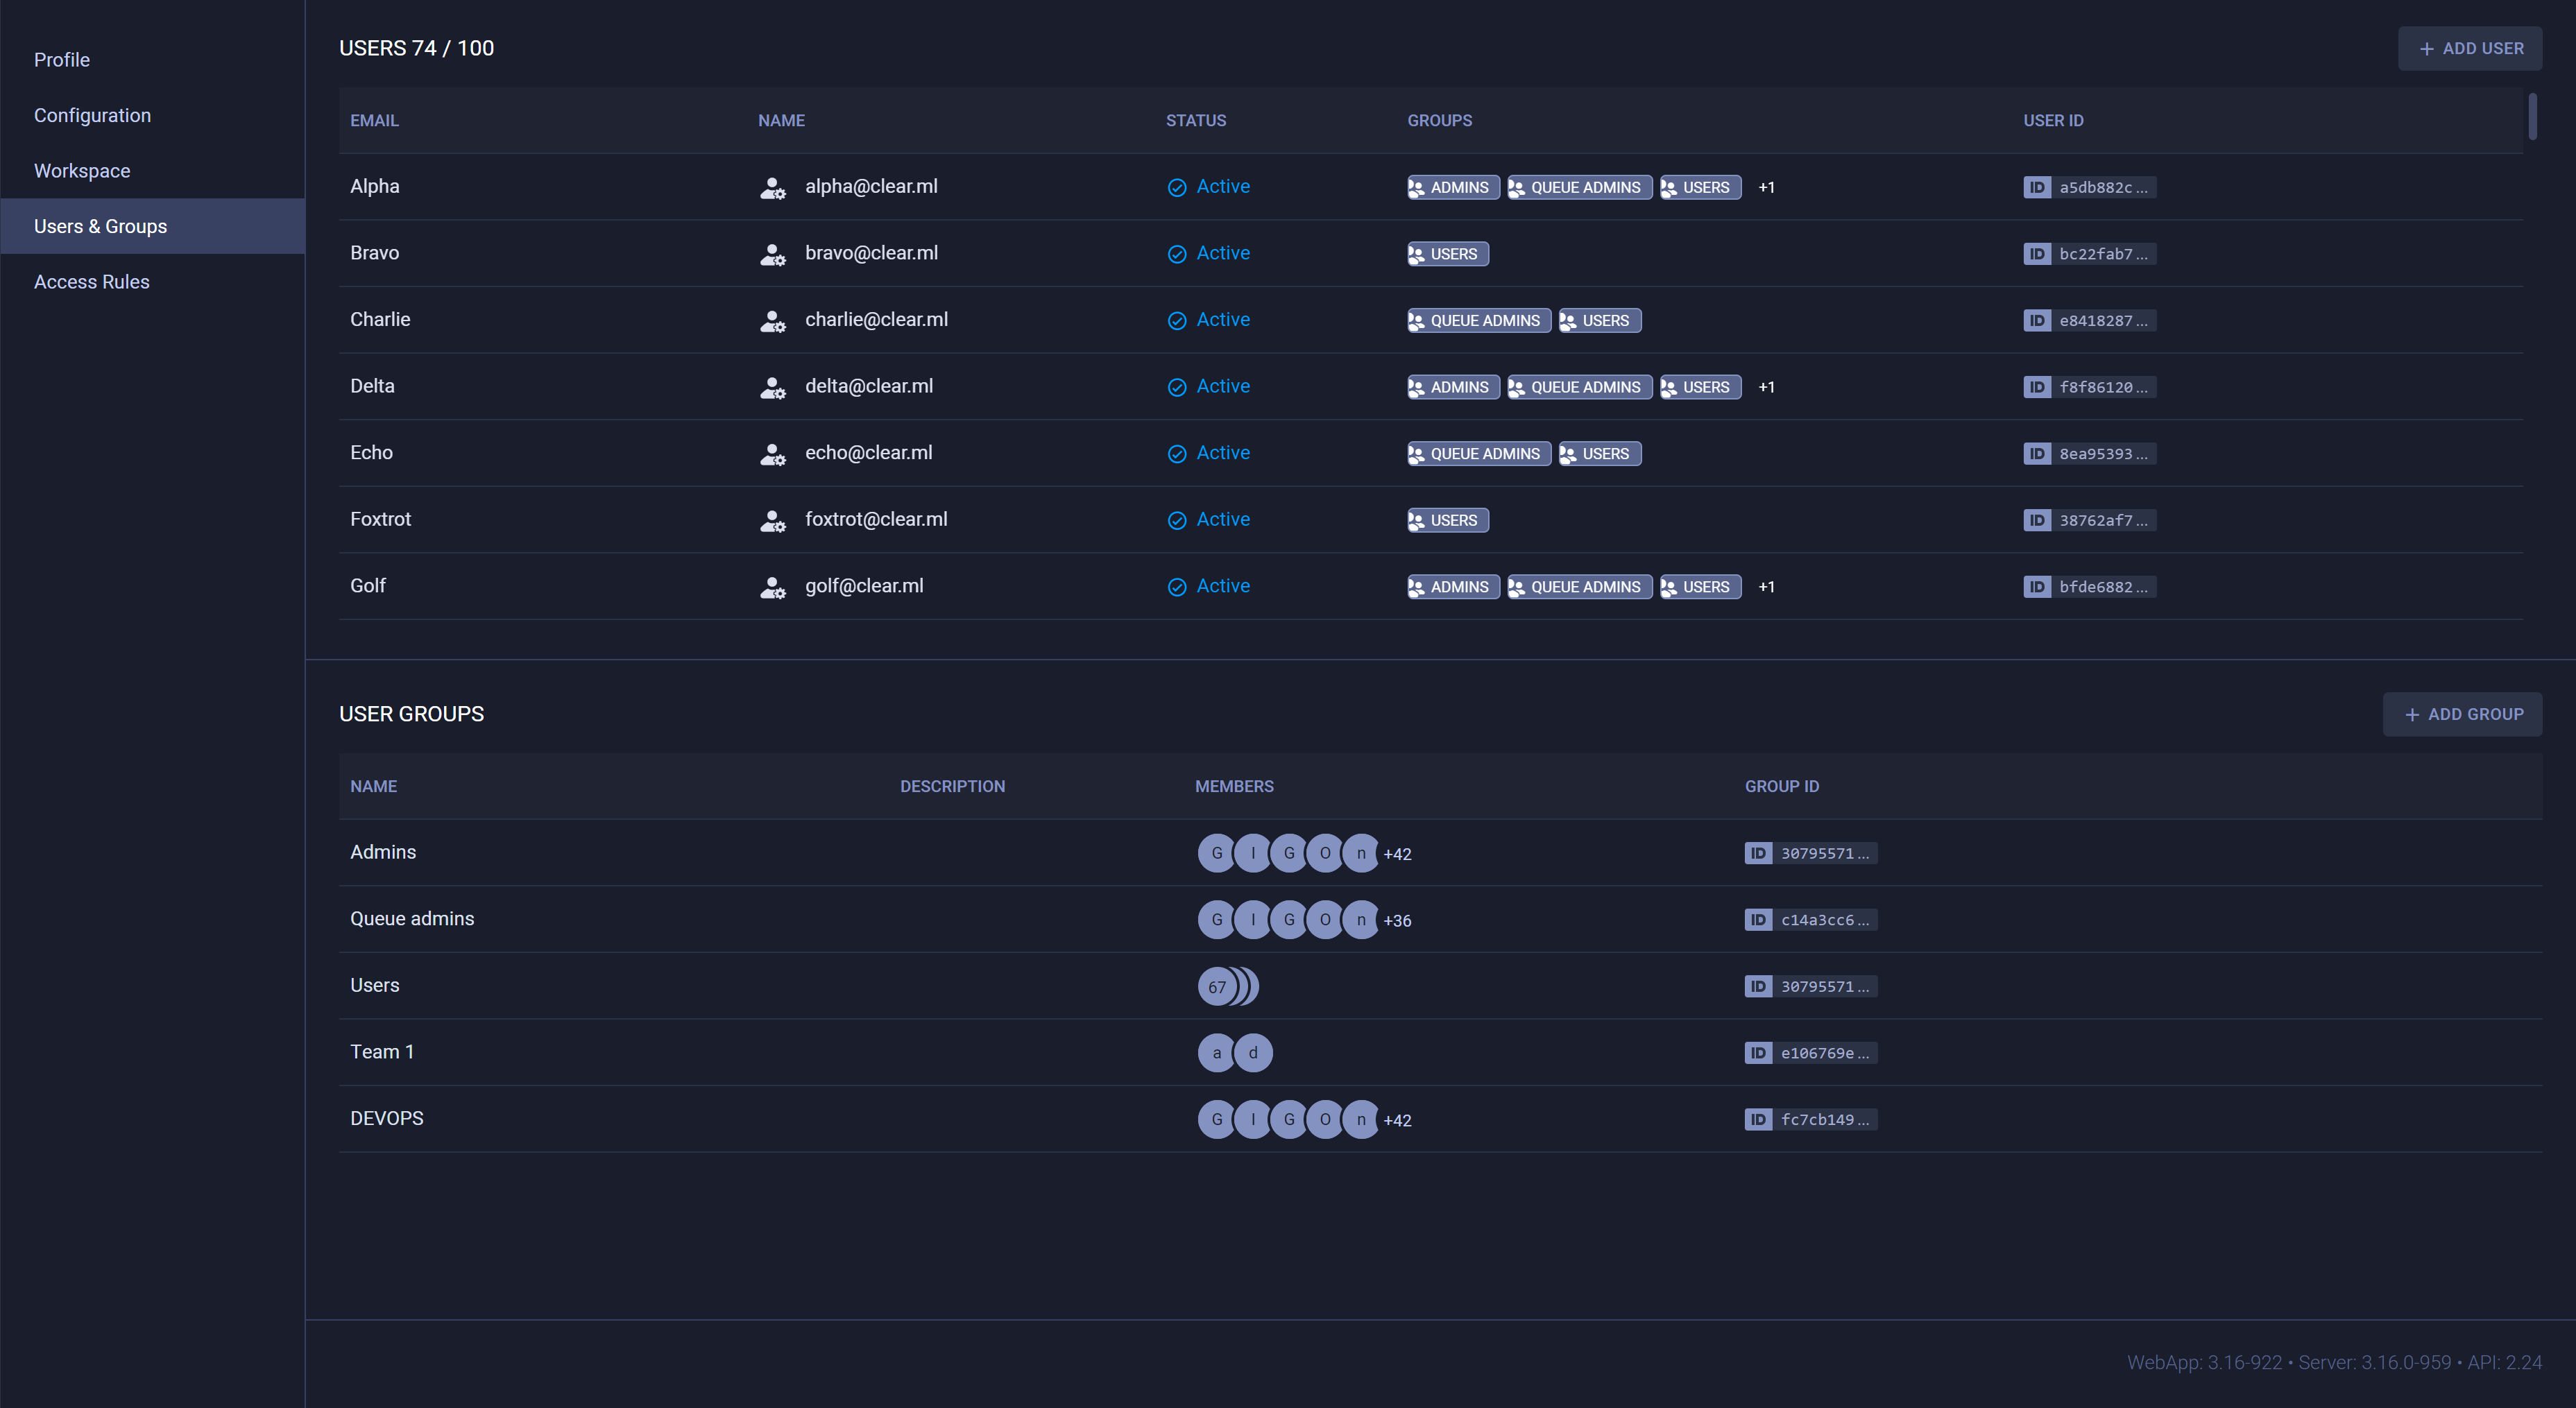 Profile
Configuration
Workspace
Users & Groups
Access Rules
USERS 74 / 100
+ ADD USER
EMAIL NAME STATUS GROUPS USER ID
Alpha alpha@clear.ml Active ADMINS QUEUE ADMINS USERS +1 ID a5db882c...
Bravo bravo@clear.ml Active USERS ID bc22fab7...
Charlie charlie@clear.ml Active QUEUE ADMINS USERS ID e8418287...
Delta delta@clear.ml Active ADMINS QUEUE ADMINS USERS +1 ID f8f86120...
Echo echo@clear.ml Active QUEUE ADMINS USERS ID 8ea95393...
Foxtrot foxtrot@clear.ml Active USERS ID 38762af7...
Golf golf@clear.ml Active ADMINS QUEUE ADMINS USERS +1 ID bfde6882...
USER GROUPS
+ ADD GROUP
NAME DESCRIPTION MEMBERS GROUP ID
Admins G I G O n +42 ID 30795571...
Queue admins G I G O n +36 ID c14a3cc6...
Users 67 ID 30795571...
Team 1 a d ID e106769e...
DEVOPS G I G O n +42 ID fc7cb149...
WebApp: 3.16-922 • Server: 3.16.0-959 • API: 2.24